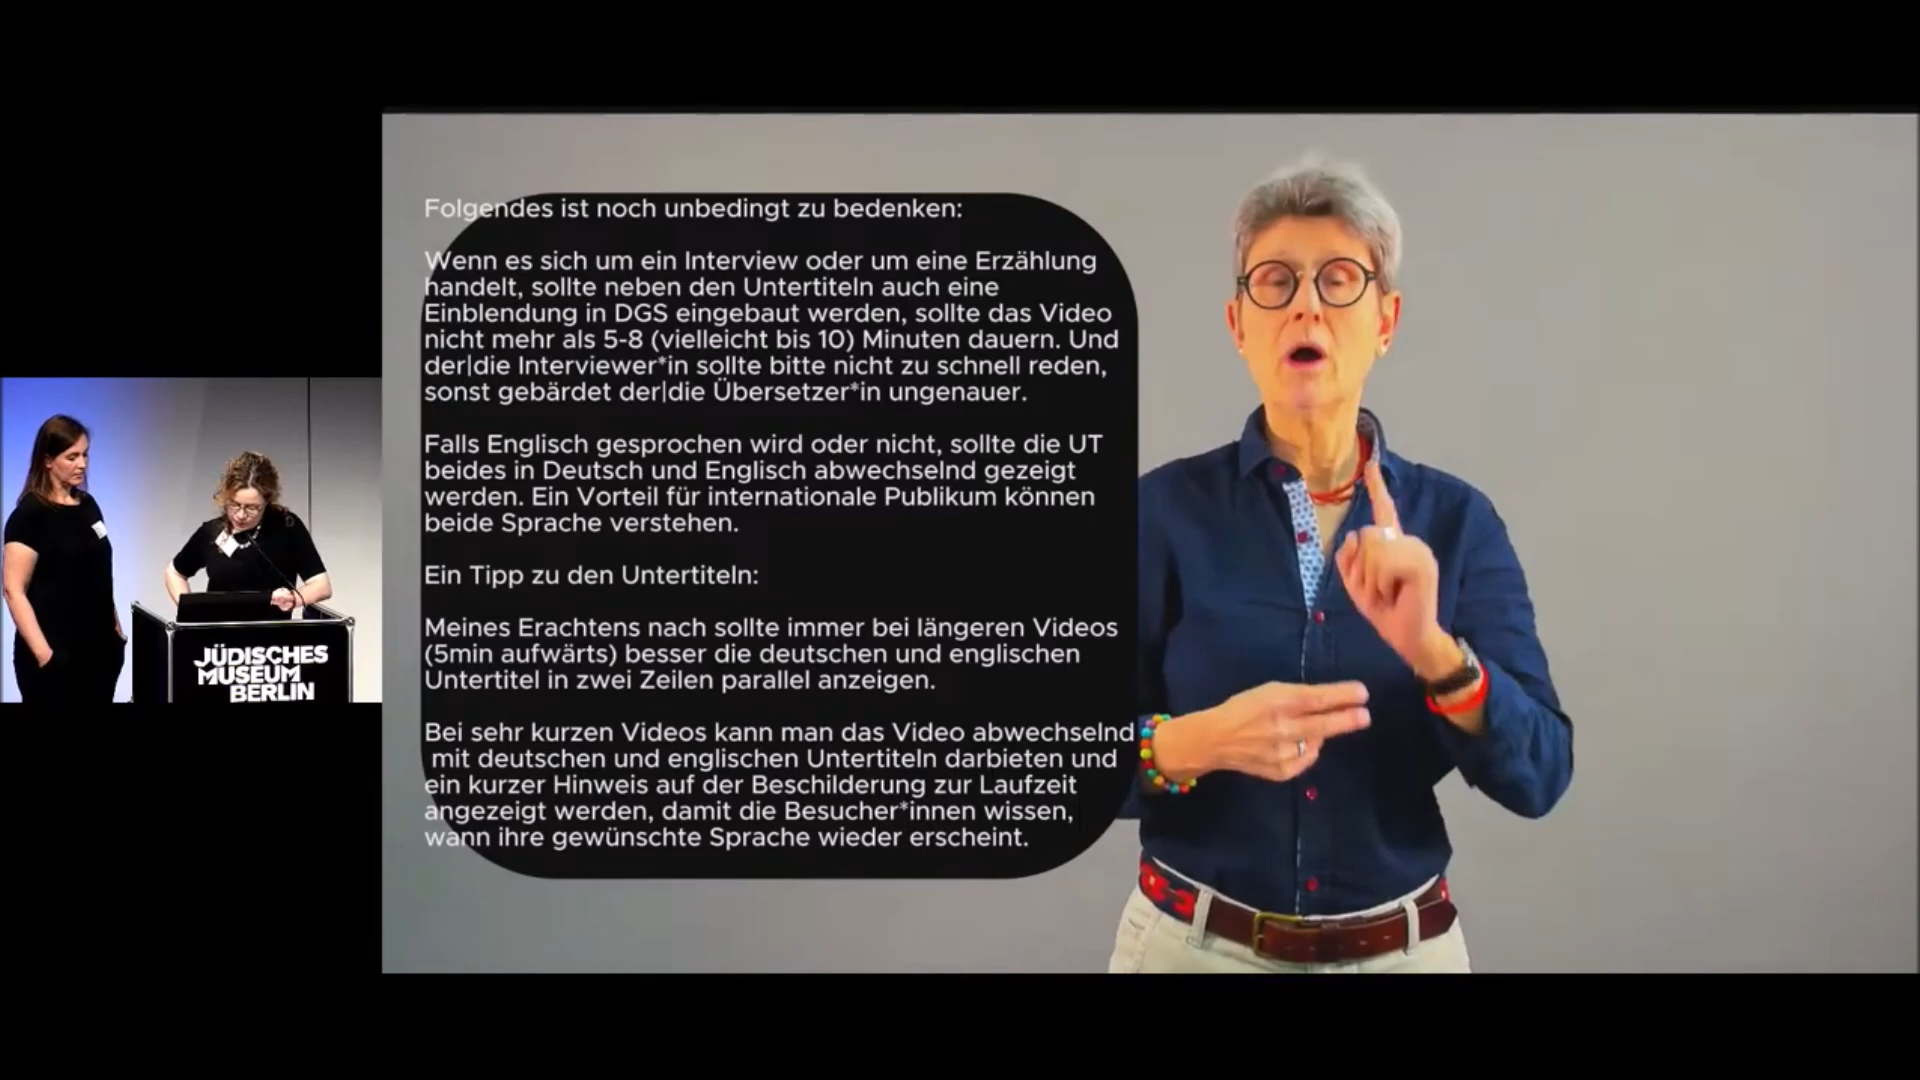 Folgendes ist noch unbedingt zu bedenken:
Wenn es sich um ein Interview oder um eine Erzählung
handelt, sollte neben den Untertiteln auch eine
Einblendung in DGS eingebaut werden, sollte das Video
nicht mehr als 5-8 (vielleicht bis 10) Minuten dauern. Und
der|die Interviewer*in sollte bitte nicht zu schnell reden,
sonst gebärdet der|die Übersetzer*in ungenauer.
Falls Englisch gesprochen wird oder nicht, sollte die UT
beides in Deutsch und Englisch abwechselnd gezeigt
werden. Ein Vorteil für internationale Publikum können
beide Sprache verstehen.
Ein Tipp zu den Untertiteln:
Meines Erachtens nach sollte immer bei längeren Videos
(5min aufwärts) besser die deutschen und englischen
Untertitel in zwei Zeilen parallel anzeigen.
Bei sehr kurzen Videos kann man das Video abwechselnd
mit deutschen und englischen Untertiteln darbieten und
ein kurzer Hinweis auf der Beschilderung zur Laufzeit
angezeigt werden, damit die Besucher*innen wissen,
wann ihre gewünschte Sprache wieder erscheint.
JÜDISCHES
MUSEUM
BERLIN